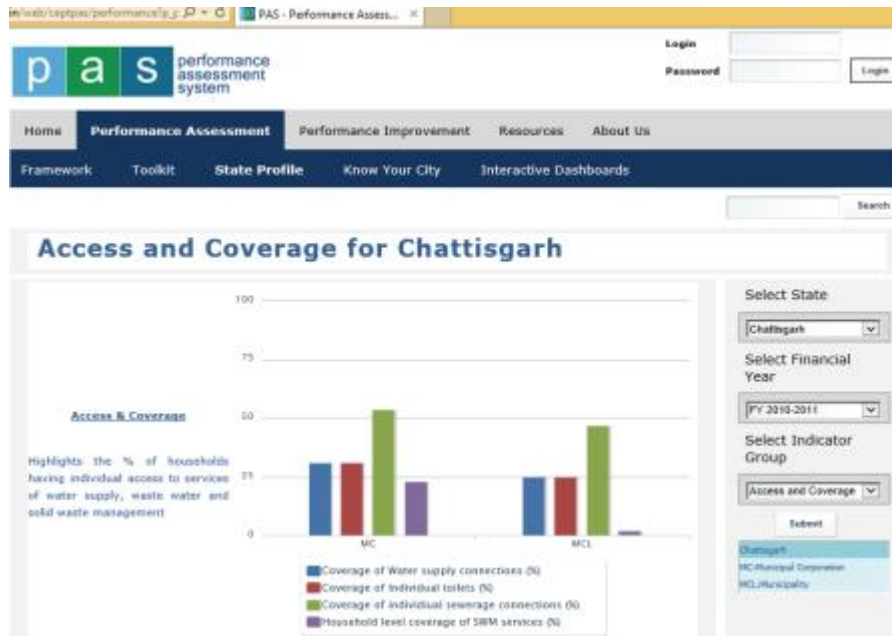 PAS - Performance Assess...
Login
Password
Login
pas performance
assessment
system
Home Performance Assessment Performance Improvement Resources About Us
Framework Toolkit State Profile Know Your City Interactive Dashboards
Search
Access and Coverage for Chattisgarh
Access & Coverage
Highlights the % of households
having individual access to services
of water supply, waste water and
solid waste management
100
75
50
25
0
MC MCL
Coverage of Water supply connections (%)
Coverage of Individual toilets (%)
Coverage of individual sewerage connections (%)
Household level coverage of SWM services (%)
Select State
Chattisgarh
Select Financial
Year
FY 2010-2011
Select Indicator
Group
Access and Coverage
Submit
Chattisgarh
MC-Municipal Corporation
MCL-Municipality